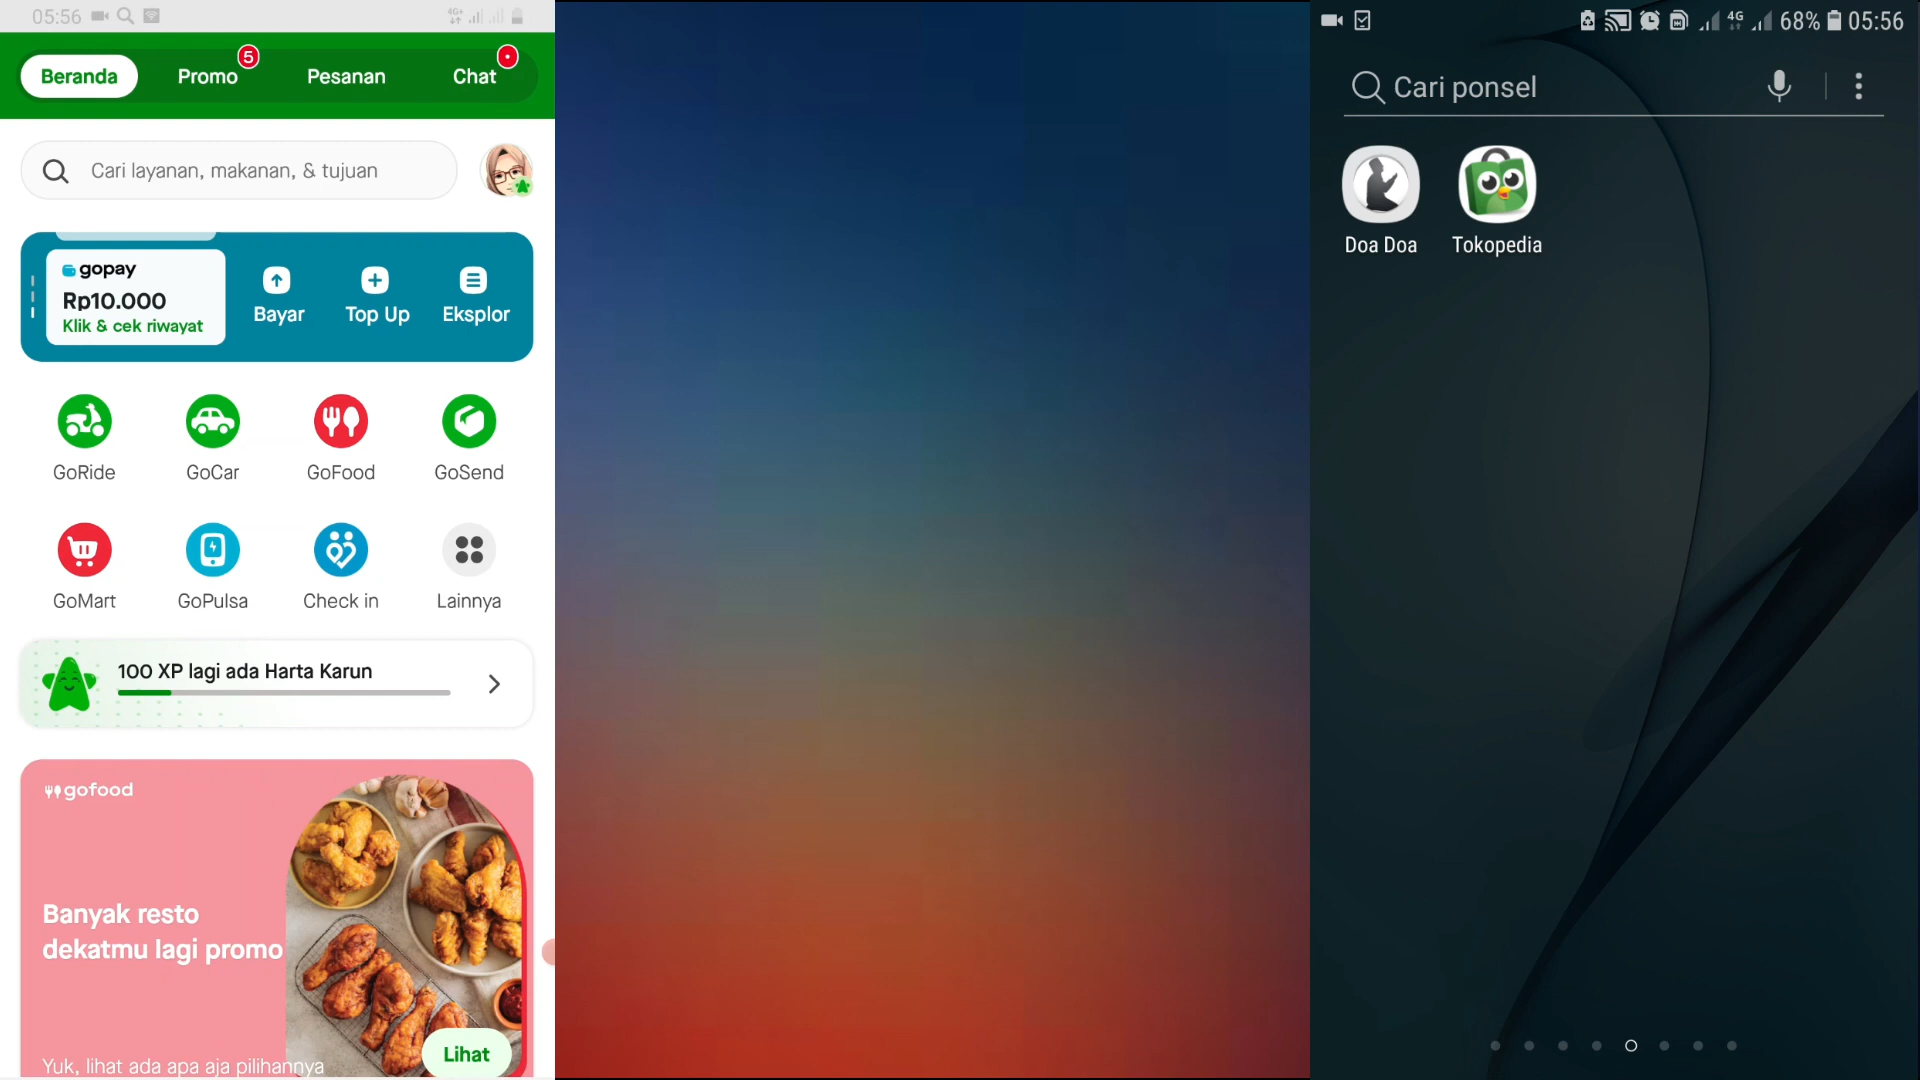 05:56
Beranda
Promo
5
Pesanan
Chat
Cari layanan, makanan, & tujuan
gopay
Rp10.000
Klik & cek riwayat
Bayar
Top Up
Eksplor
GoRide
GoCar
GoFood
GoSend
GoMart
GoPulsa
Check in
Lainnya
100 XP lagi ada Harta Karun
gofood
Banyak resto
dekatmu lagi promo
Yuk, lihat ada apa aja pilihannya
Lihat
4G 68% 05:56
Cari ponsel
Doa Doa
Tokopedia